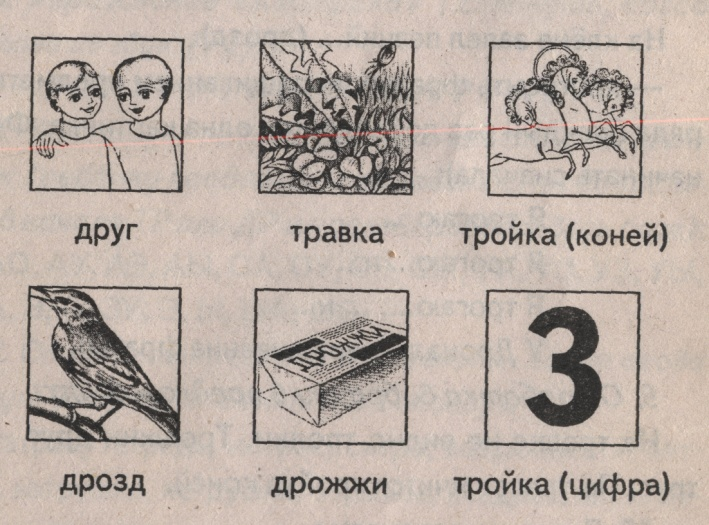 друг
травка
тройка (коней)
ДРОЖЖИ
3
дрозд
дрожжи
тройка (цифра)